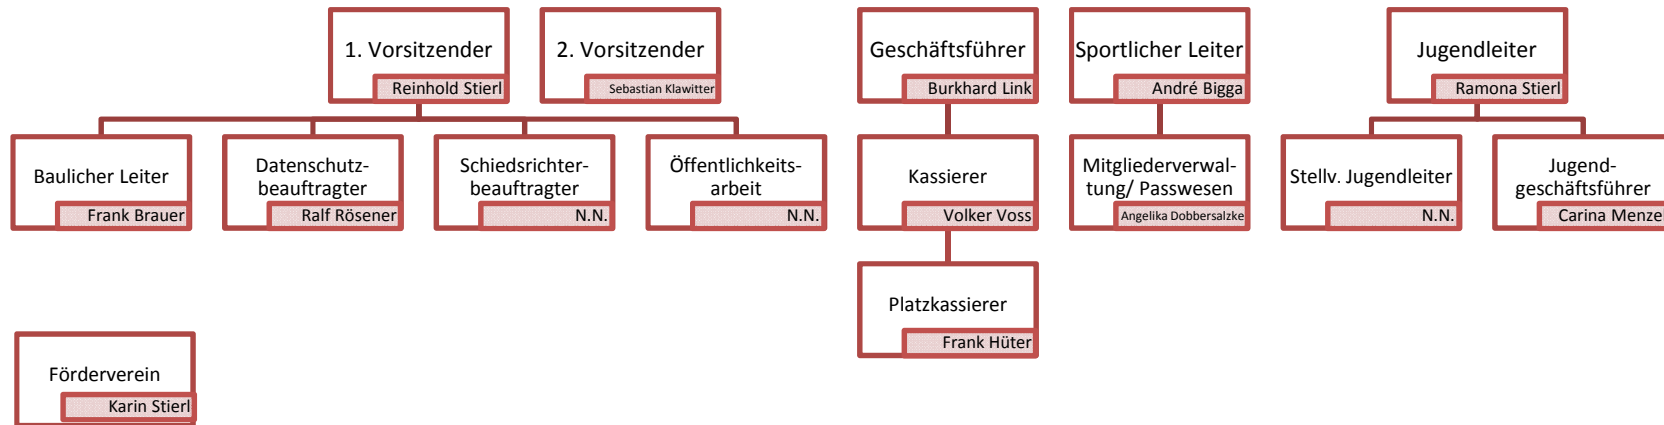 1. Vorsitzender
Reinhold Stierl
2. Vorsitzender
Sebastian Klawitter
Geschäftsführer
Burkhard Link
Sportlicher Leiter
André Bigga
Jugendleiter
Ramona Stierl
Baulicher Leiter
Frank Brauer
Datenschutz-
beauftragter
Ralf Rösener
Schiedsrichter-
beauftragter
N.N.
Öffentlichkeits-
arbeit
N.N.
Kassierer
Volker Voss
Mitgliederverwal-
tung/ Passwesen
Angelika Dobbersalzke
Stellv. Jugendleiter
N.N.
Jugend-
geschäftsführer
Carina Menze
Platzkassierer
Frank Hüter
Förderverein
Karin Stierl